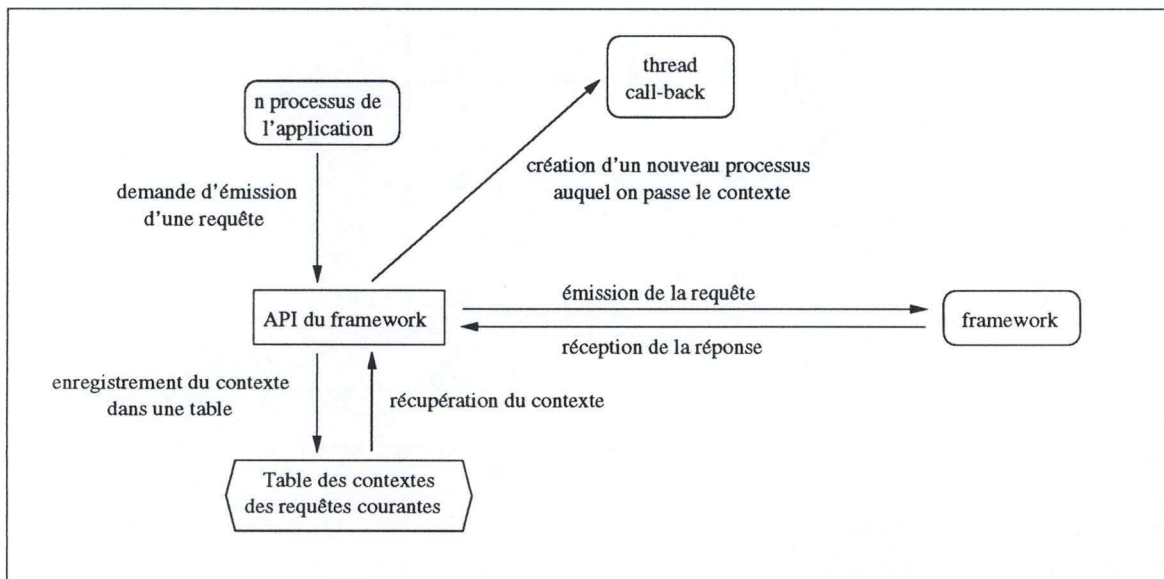 thread
call-back
n processus de
l'application
création d'un nouveau processus
auquel on passe le contexte
demande d'émission
d'une requête
émission de la requête
API du framework
framework
réception de la réponse
enregistrement du contexte
dans une table
récupération du contexte
Table des contextes
des requêtes courantes